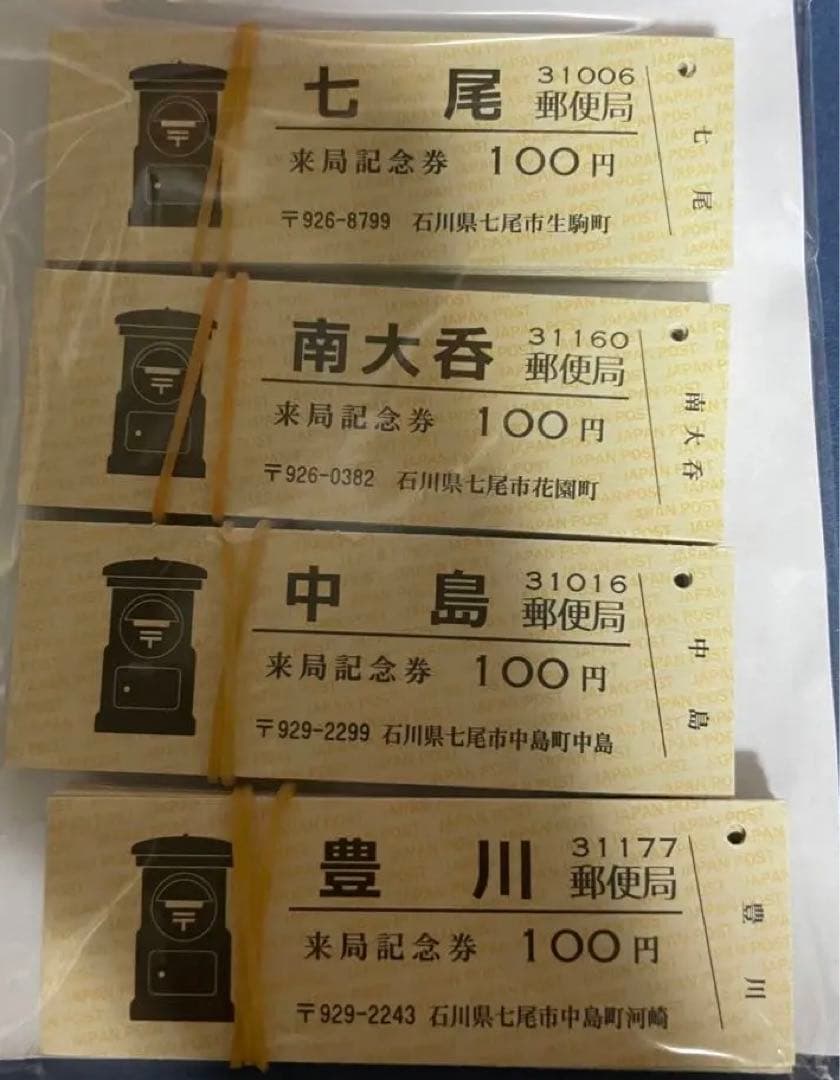 七尾 31006
郵便局
七尾
来局記念券 100円
〒926-8799 石川県七尾市生駒町
南大呑 31160
郵便局
南大呑
来局記念券 100円
〒926-0382 石川県七尾市花園町
中島 31016
郵便局
中島
来局記念券 100円
〒929-2299 石川県七尾市中島町中島
豊川 31177
郵便局
豊川
来局記念券 100円
〒929-2243 石川県七尾市中島町河崎
JAPAN POST